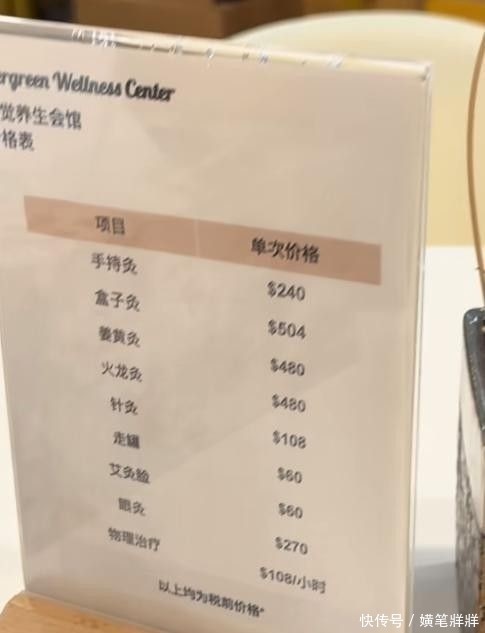 ergreen Wellness Center
觉养生会馆
格表
项目 单次价格
手持灸 $240
盒子灸 $504
姜黄灸 $480
火龙灸 $480
针灸 $108
走罐 $60
艾灸脸 $60
眼灸 $270
物理治疗 $108/小时
以上均为税前价格*
快传号 / 横笔牂牂